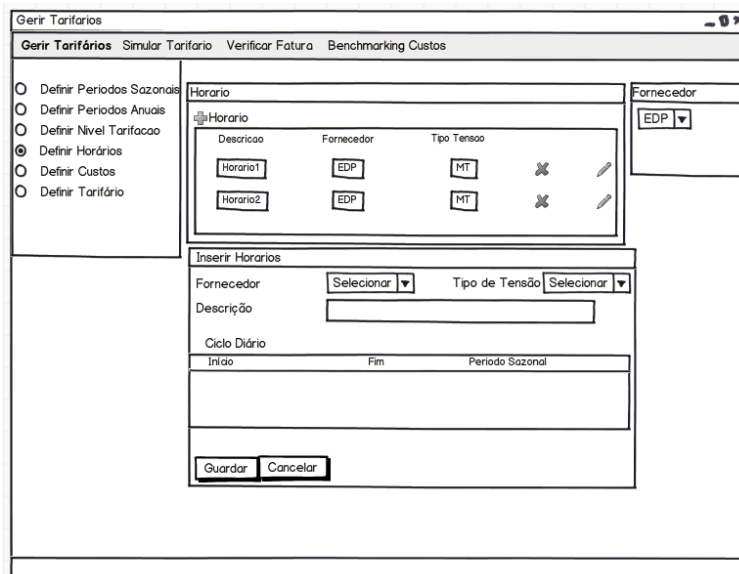 Gerir Tarifarios
Gerir Tarifários Simular Tarifario Verificar Fatura Benchmarking Custos
Definir Periodos Sazonais
Definir Periodos Anuais
Definir Nivel Tarifacao
Definir Horários
Definir Custos
Definir Tarifário
Horario
Horario
Descricao Fornecedor Tipo Tensao
Horario1 EDP MT
Horario2 EDP MT
Fornecedor
EDP
Inserir Horarios
Fornecedor Selecionar Tipo de Tensão Selecionar
Descrição
Ciclo Diário
Início Fim Periodo Sazonal
Guardar Cancelar